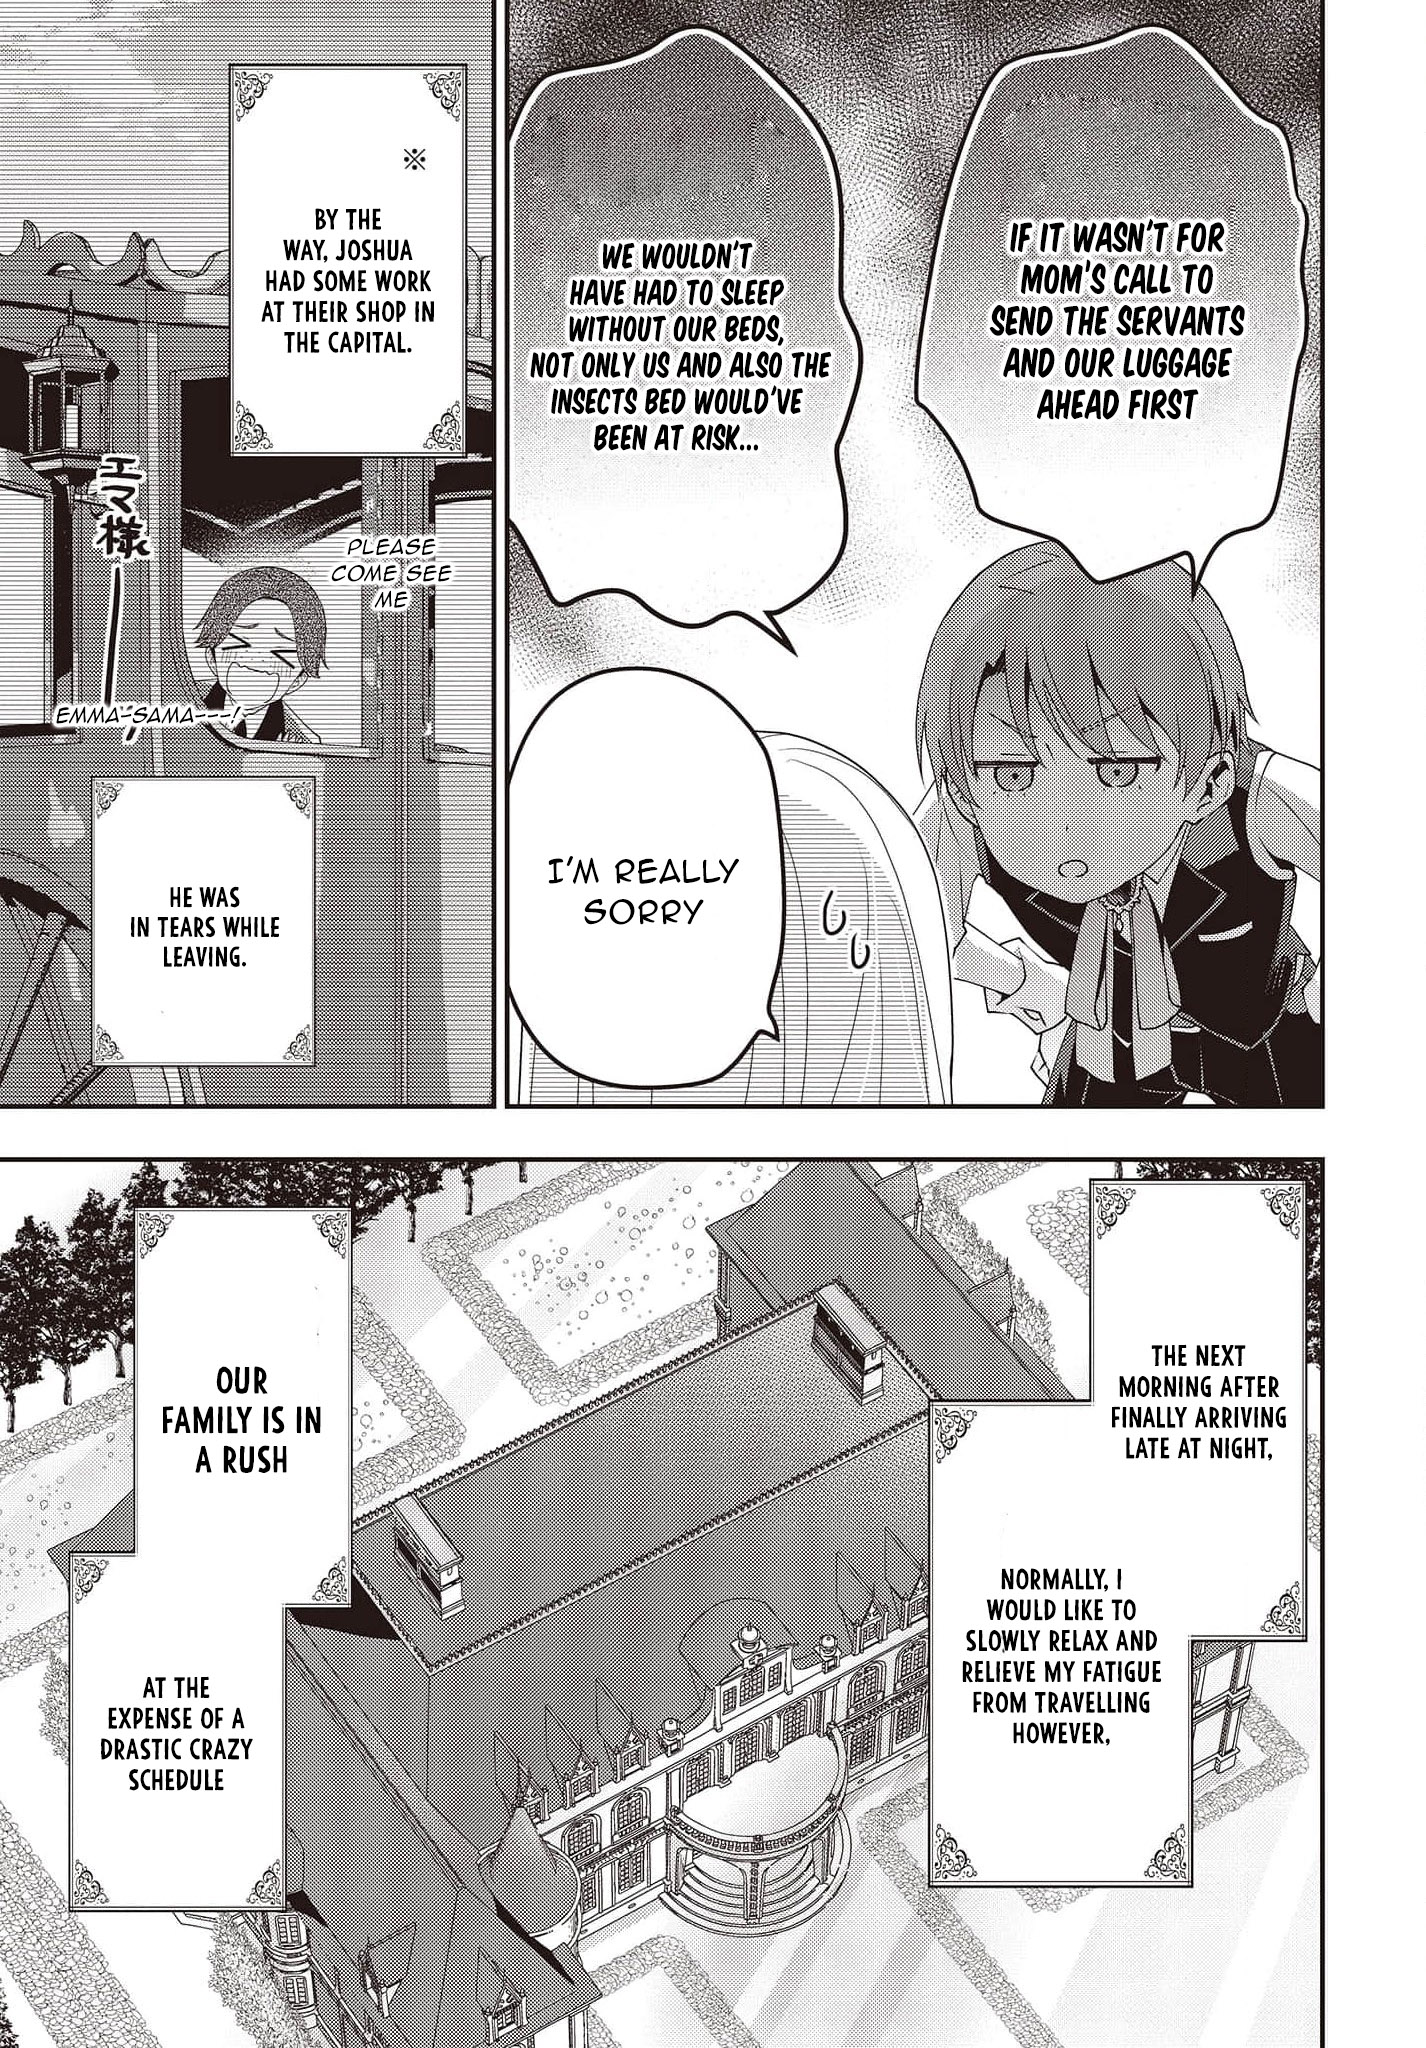 IF IT WASN'T FOR
MOM'S CALL TO
SEND THE SERVANTS
AND OUR LUGGAGE
AHEAD FIRST
WE WOULDN'T
HAVE HAD TO SLEEP
WITHOUT OUR BEDS,
NOT ONLY US AND ALSO THE
INSECTS BED WOULD'VE
BEEN AT RISK...
I'M REALLY
SORRY
※
BY THE
WAY, JOSHUA
HAD SOME WORK
AT THEIR SHOP IN
THE CAPITAL.
エマ様ー
PLEASE
COME SEE
ME
EMMA-SAMA---!
HE WAS
IN TEARS WHILE
LEAVING.
THE NEXT
MORNING AFTER
FINALLY ARRIVING
LATE AT NIGHT,
NORMALLY, I
WOULD LIKE TO
SLOWLY RELAX AND
RELIEVE MY FATIGUE
FROM TRAVELLING
HOWEVER,
OUR
FAMILY IS IN
A RUSH
AT THE
EXPENSE OF A
DRASTIC CRAZY
SCHEDULE